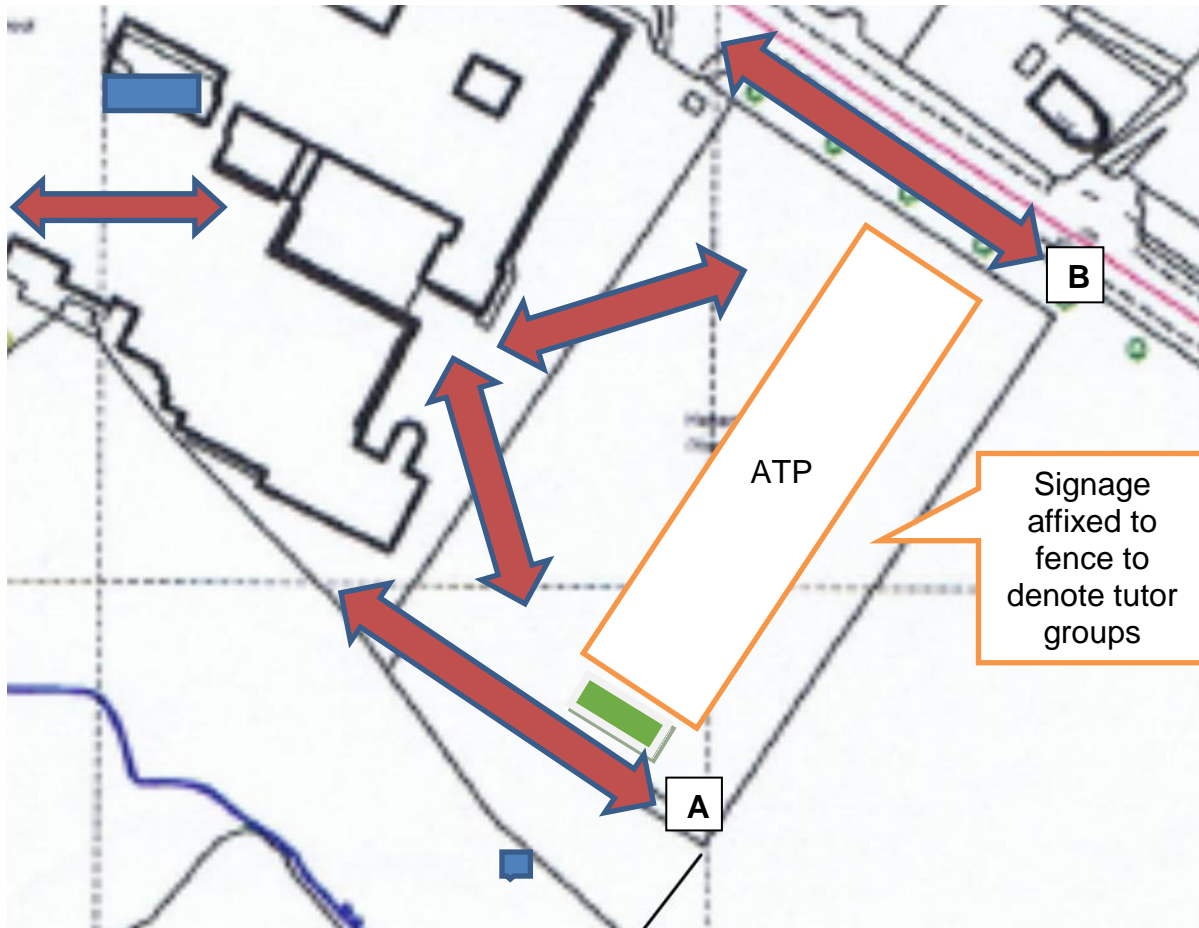 B
ATP
Signage
affixed to
fence to
denote tutor
groups
A